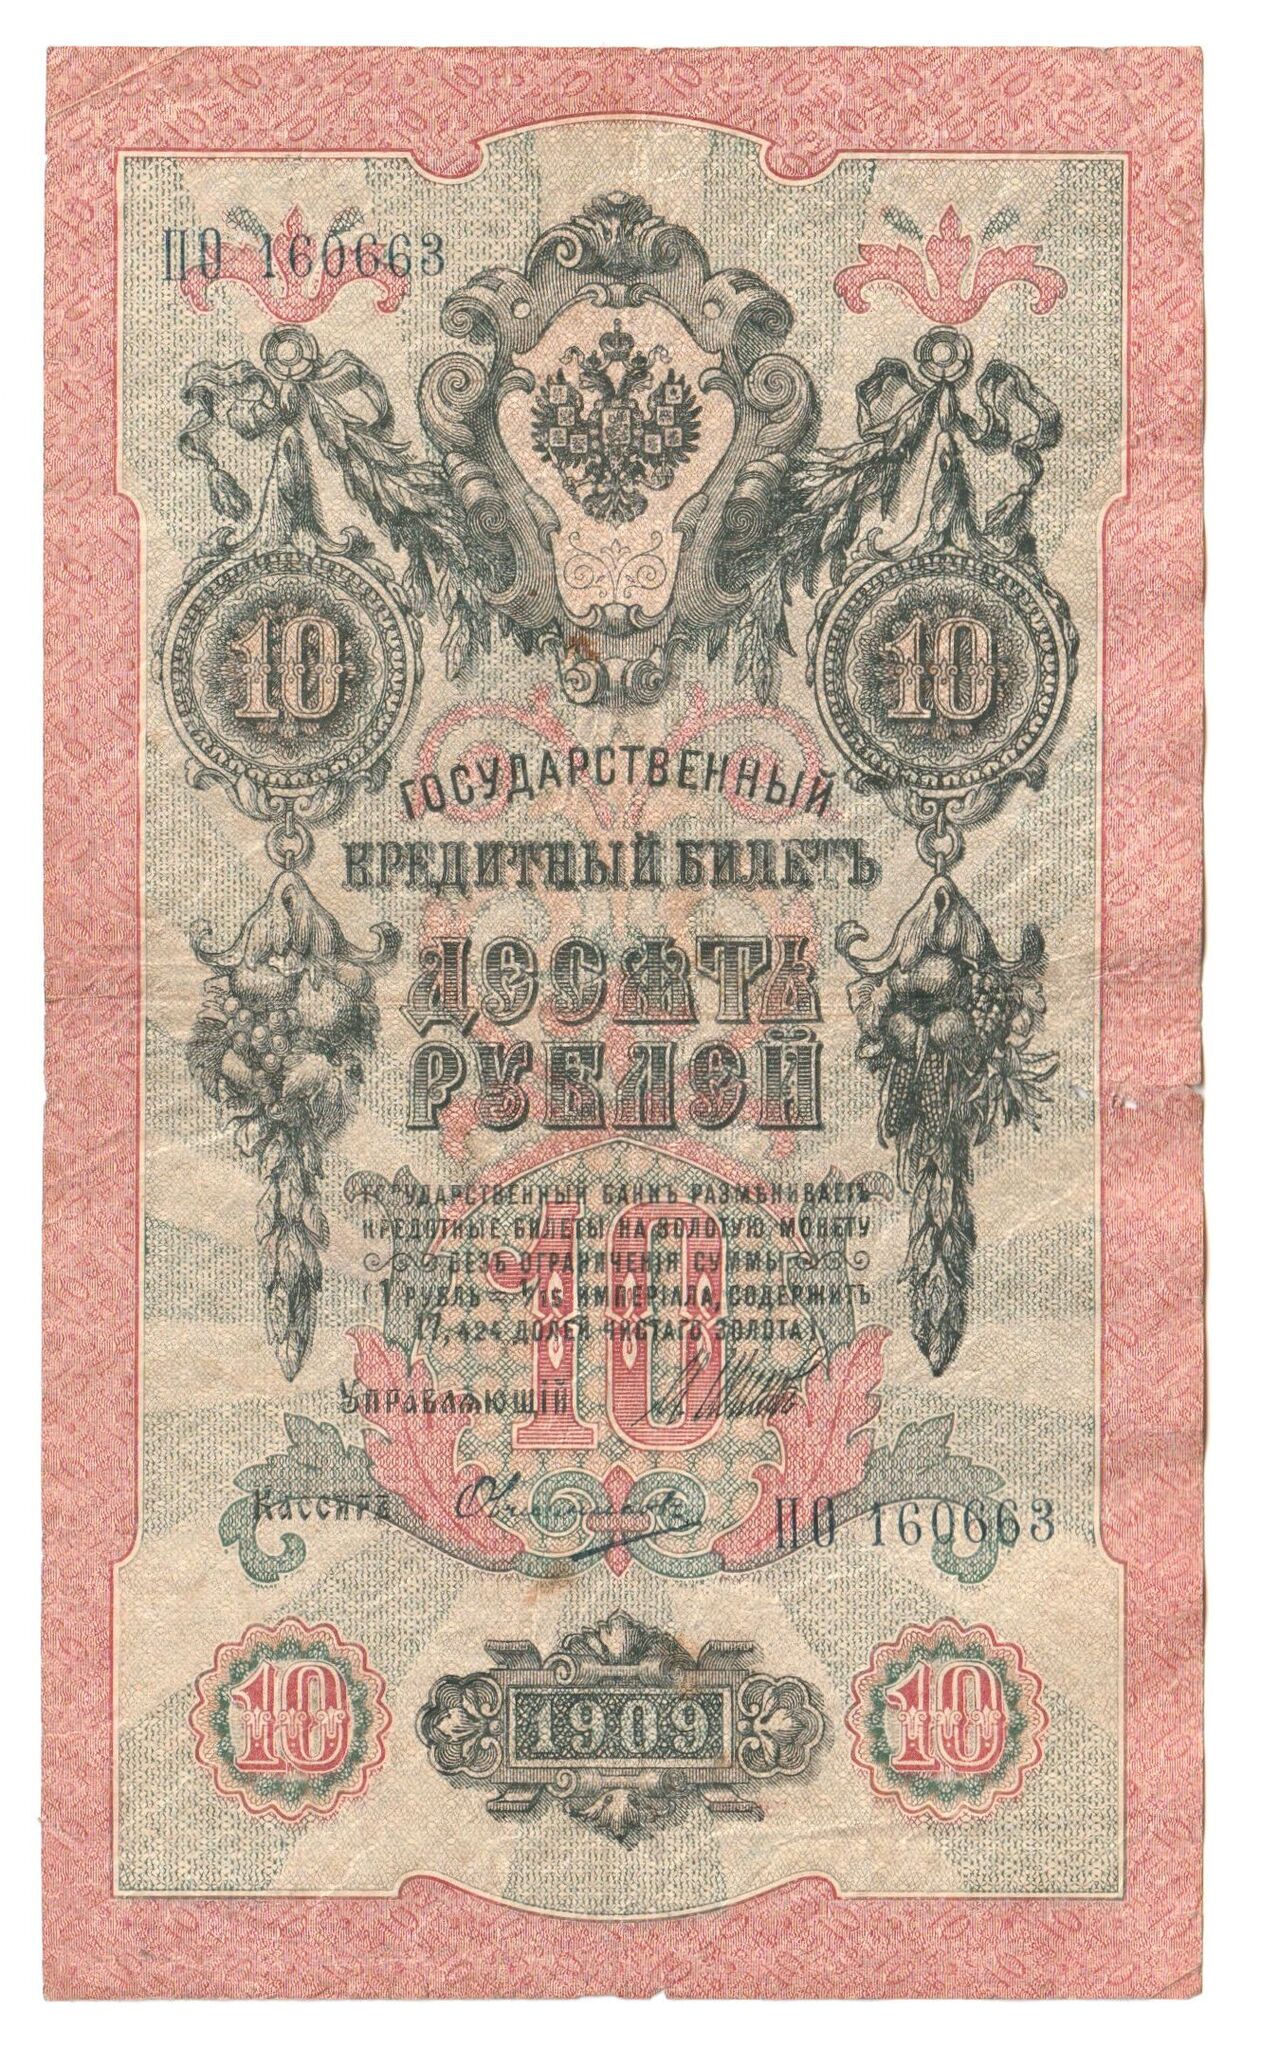 ПО 160663
10 10
ГОСУДАРСТВЕННЫЙ
КРЕДИТНЫЙ БИЛЕТЪ
ДЕСЯТЬ
РУБЛЕЙ
ГОСУДАРСТВЕННЫЙ БАНКЪ РАЗМѢНИВАЕТЪ
КРЕДИТНЫЕ БИЛЕТЫ НА ЗОЛОТУЮ МОНЕТУ
БЕЗЪ ОГРАНИЧЕНІЯ СУММЫ
(1 РУБЛЬ = 1/15 ИМПЕРІАЛА, СОДЕРЖИТЪ
17,424 ДОЛЕЙ ЧИСТАГО ЗОЛОТА)
10
Управляющій
Кассиръ
ПО 160663
10 1909 10